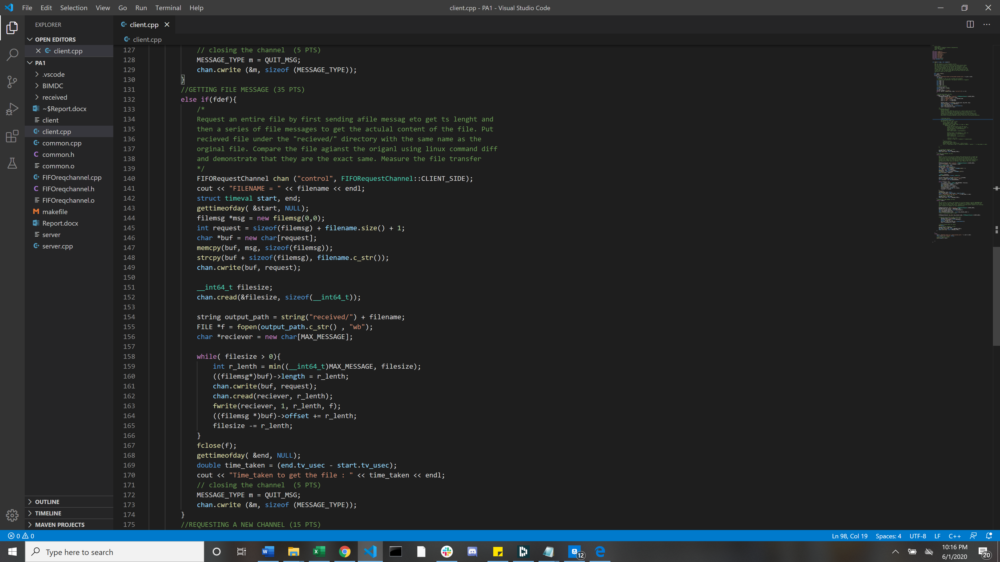 File Edit Selection View Go Run Terminal Help
client.cpp - PA1 - Visual Studio Code
EXPLORER
OPEN EDITORS
client.cpp
PA1
.vscode
BIMDC
received
~$Report.docx
client
client.cpp
common.cpp
common.h
common.o
FIFOreqchannel.cpp
FIFOreqchannel.h
FIFOreqchannel.o
makefile
Report.docx
server
server.cpp
OUTLINE
TIMELINE
MAVEN PROJECTS
client.cpp
client.cpp
127 // closing the channel  (5 PTS)
128 MESSAGE_TYPE m = QUIT_MSG;
129 chan.cwrite (&m, sizeof (MESSAGE_TYPE));
130 }
131 //GETTING FILE MESSAGE (35 PTS)
132 else if(fdef){
133 /*
134 Request an entire file by first sending afile messag eto get ts lenght and
135 then a series of file messages to get the actulal content of the file. Put
136 recieved file under the "recieved/" directory with the same name as the
137 orginal file. Compare the file agianst the origanl using linux command diff
138 and demonstrate that they are the exact same. Measure the file transfer
139 */
140 FIFORequestChannel chan ("control", FIFORequestChannel::CLIENT_SIDE);
141 cout << "FILENAME = " << filename << endl;
142 struct timeval start, end;
143 gettimeofday( &start, NULL);
144 filemsg *msg = new filemsg(0,0);
145 int request = sizeof(filemsg) + filename.size() + 1;
146 char *buf = new char[request];
147 memcpy(buf, msg, sizeof(filemsg));
148 strcpy(buf + sizeof(filemsg), filename.c_str());
149 chan.cwrite(buf, request);
150
151 __int64_t filesize;
152 chan.cread(&filesize, sizeof(__int64_t));
153
154 string output_path = string("received/") + filename;
155 FILE *f = fopen(output_path.c_str() , "wb");
156 char *reciever = new char[MAX_MESSAGE];
157
158 while( filesize > 0){
159 int r_lenth = min((__int64_t)MAX_MESSAGE, filesize);
160 ((filemsg*)buf)->length = r_lenth;
161 chan.cwrite(buf, request);
162 chan.cread(reciever, r_lenth);
163 fwrite(reciever, 1, r_lenth, f);
164 ((filemsg *)buf)->offset += r_lenth;
165 filesize -= r_lenth;
166 }
167 fclose(f);
168 gettimeofday( &end, NULL);
169 double time_taken = (end.tv_usec - start.tv_usec);
170 cout << "Time_taken to get the file : " << time_taken << endl;
171 // closing the channel  (5 PTS)
172 MESSAGE_TYPE m = QUIT_MSG;
173 chan.cwrite (&m, sizeof (MESSAGE_TYPE));
174 }
175 //REQUESTING A NEW CHANNEL (15 PTS)
0 0
Ln 98, Col 19 Spaces: 4 UTF-8 LF C++
Type here to search
12
10:16 PM
6/1/2020
20